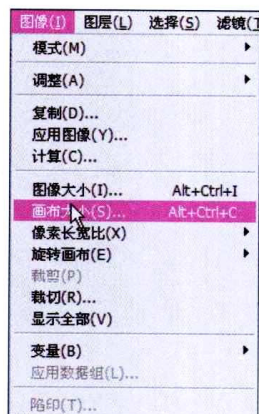 图像(I) 图层(L) 选择(S) 滤镜(T
模式(M)
调整(A)
复制(D)...
应用图像(Y)...
计算(C)...
图像大小(I)... Alt+Ctrl+I
画布大小(S)... Alt+Ctrl+C
像素长宽比(X)
旋转画布(E)
裁剪(P)
裁切(R)...
显示全部(V)
变量(B)
应用数据组(L)...
陷印(T)...